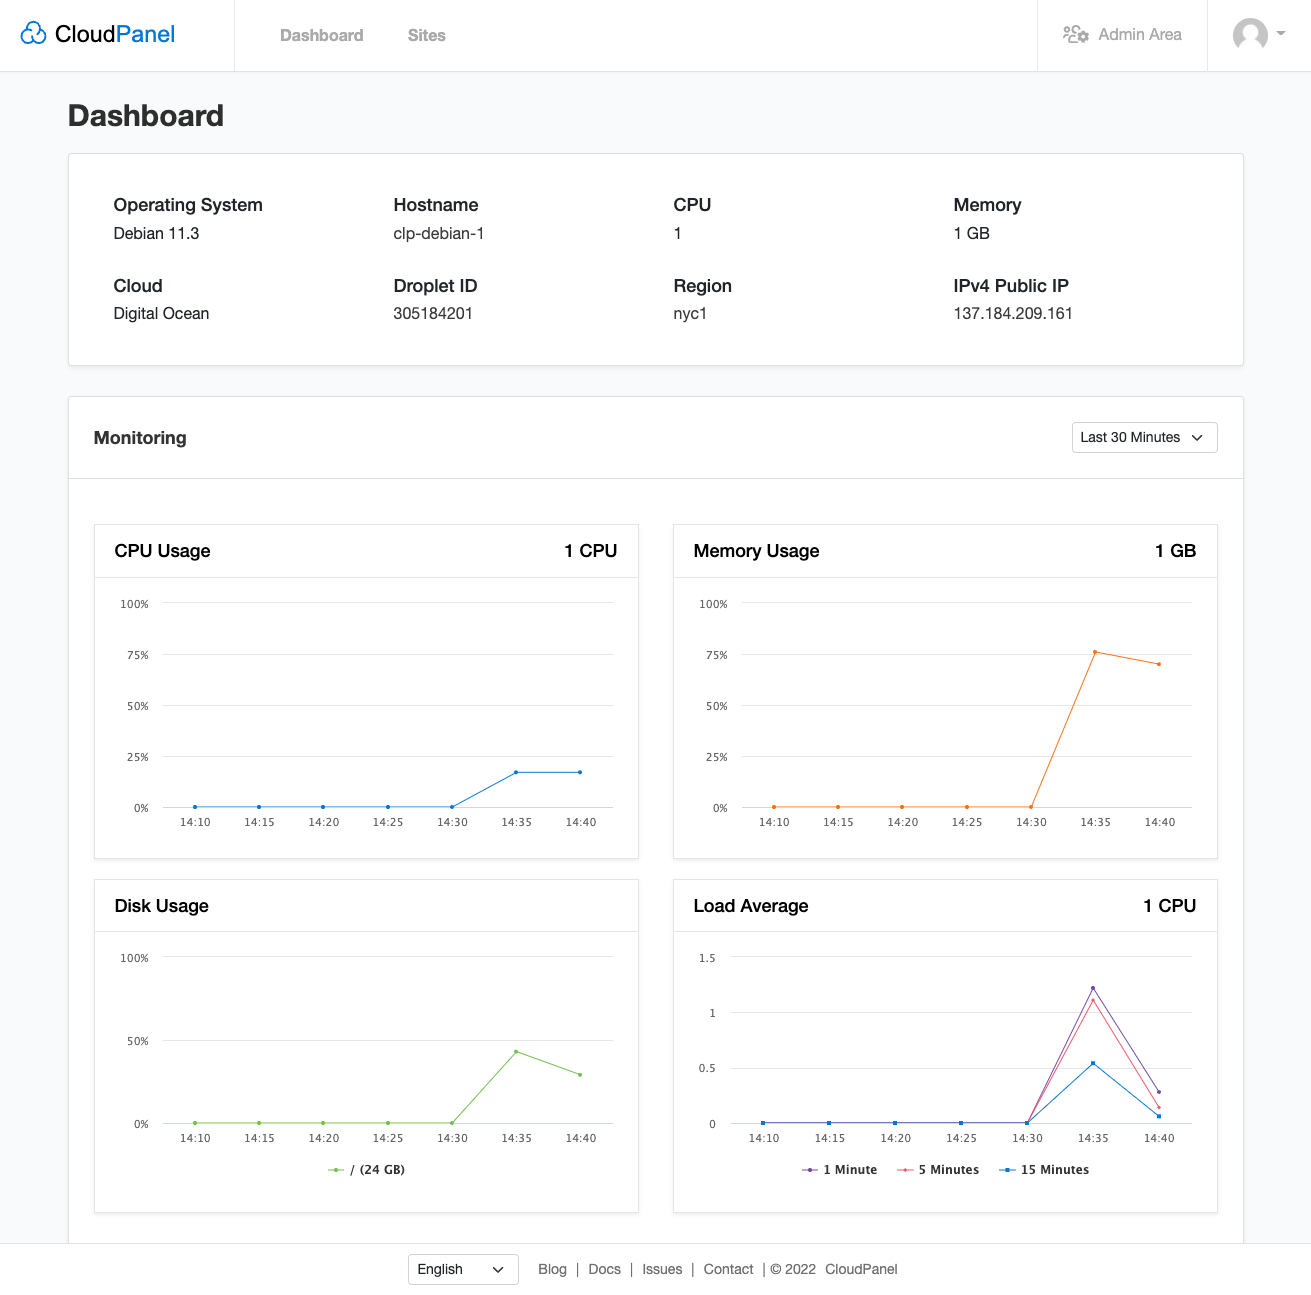 CloudPanel
Dashboard
Sites
Admin Area
Dashboard
Operating System
Hostname
CPU
Memory
Debian 11.3
clp-debian-1
1
1 GB
Cloud
Droplet ID
Region
IPv4 Public IP
Digital Ocean
305184201
nyc1
137.184.209.161
Monitoring
Last 30 Minutes
CPU Usage
1 CPU
100%
75%
50%
25%
0%
14:10 14:15 14:20 14:25 14:30 14:35 14:40
Memory Usage
1 GB
100%
75%
50%
25%
0%
14:10 14:15 14:20 14:25 14:30 14:35 14:40
Disk Usage
100%
50%
0%
14:10 14:15 14:20 14:25 14:30 14:35 14:40
/ (24 GB)
Load Average
1 CPU
1.5
1
0.5
0
14:10 14:15 14:20 14:25 14:30 14:35 14:40
1 Minute 5 Minutes 15 Minutes
English
Blog | Docs | Issues | Contact | © 2022 CloudPanel